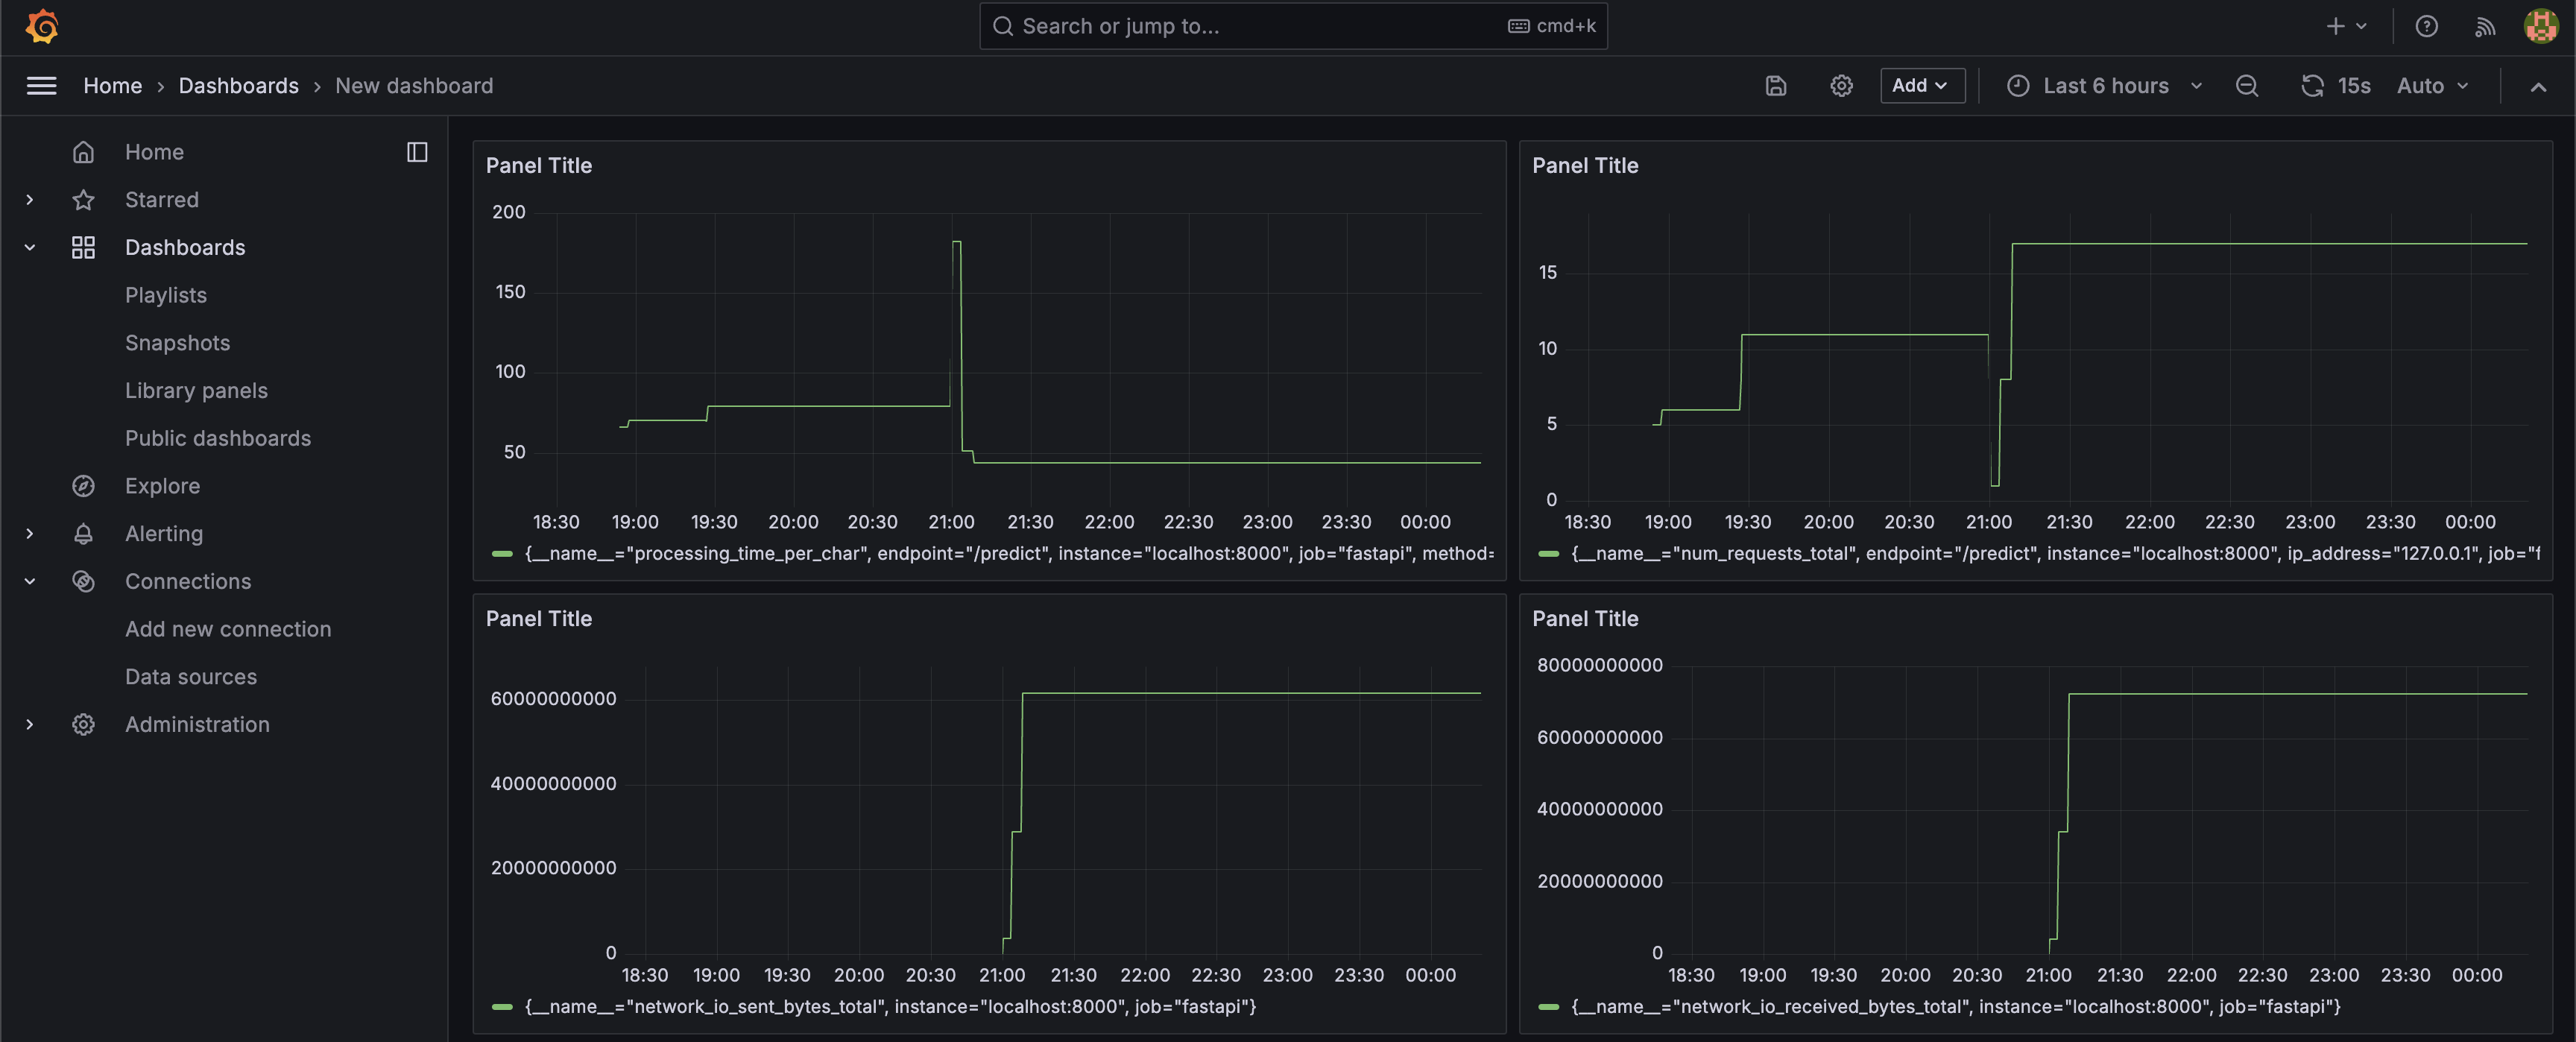 Search or jump to... cmd+k
Home › Dashboards › New dashboard
Add
Last 6 hours
15s
Auto
Home
Starred
Dashboards
Playlists
Snapshots
Library panels
Public dashboards
Explore
Alerting
Connections
Add new connection
Data sources
Administration
Panel Title
200
150
100
50
18:30 19:00 19:30 20:00 20:30 21:00 21:30 22:00 22:30 23:00 23:30 00:00
{__name__="processing_time_per_char", endpoint="/predict", instance="localhost:8000", job="fastapi", method=
Panel Title
15
10
5
0
18:30 19:00 19:30 20:00 20:30 21:00 21:30 22:00 22:30 23:00 23:30 00:00
{__name__="num_requests_total", endpoint="/predict", instance="localhost:8000", ip_address="127.0.0.1", job="f
Panel Title
60000000000
40000000000
20000000000
0
18:30 19:00 19:30 20:00 20:30 21:00 21:30 22:00 22:30 23:00 23:30 00:00
{__name__="network_io_sent_bytes_total", instance="localhost:8000", job="fastapi"}
Panel Title
80000000000
60000000000
40000000000
20000000000
0
18:30 19:00 19:30 20:00 20:30 21:00 21:30 22:00 22:30 23:00 23:30 00:00
{__name__="network_io_received_bytes_total", instance="localhost:8000", job="fastapi"}